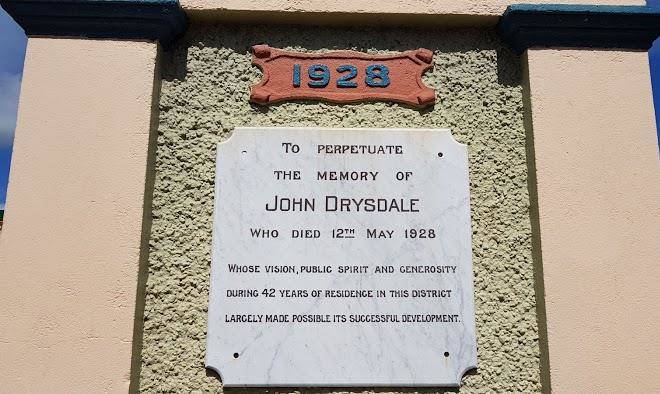 1928
TO PERPETUATE
THE MEMORY OF
JOHN DRYSDALE
WHO DIED 12TH MAY 1928
WHOSE VISION, PUBLIC SPIRIT AND GENEROSITY
DURING 42 YEARS OF RESIDENCE IN THIS DISTRICT
LARGELY MADE POSSIBLE ITS SUCCESSFUL DEVELOPMENT.